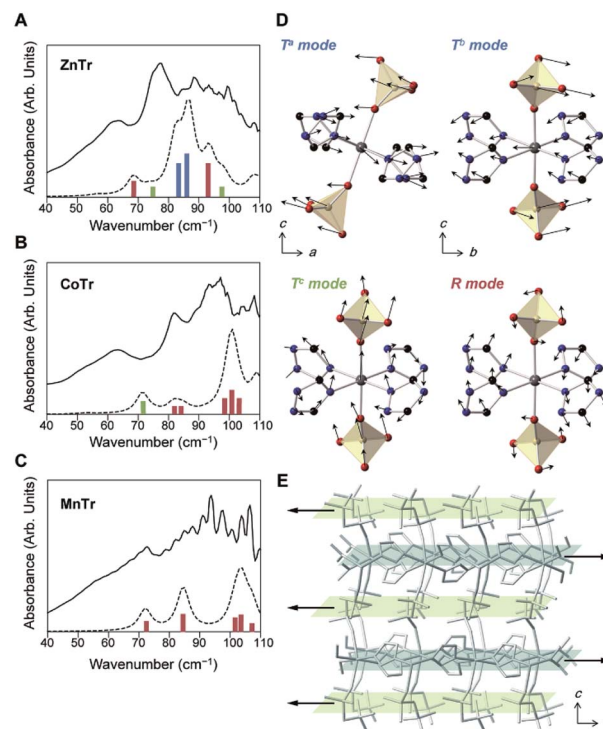 A
ZnTr
Absorbance (Arb. Units)
40 50 60 70 80 90 100 110
Wavenumber (cm⁻¹)
B
CoTr
Absorbance (Arb. Units)
40 50 60 70 80 90 100 110
Wavenumber (cm⁻¹)
C
MnTr
Absorbance (Arb. Units)
40 50 60 70 80 90 100 110
Wavenumber (cm⁻¹)
D
Tᵃ mode
Tᵇ mode
c
a
c
b
Tᶜ mode
R mode
E
c